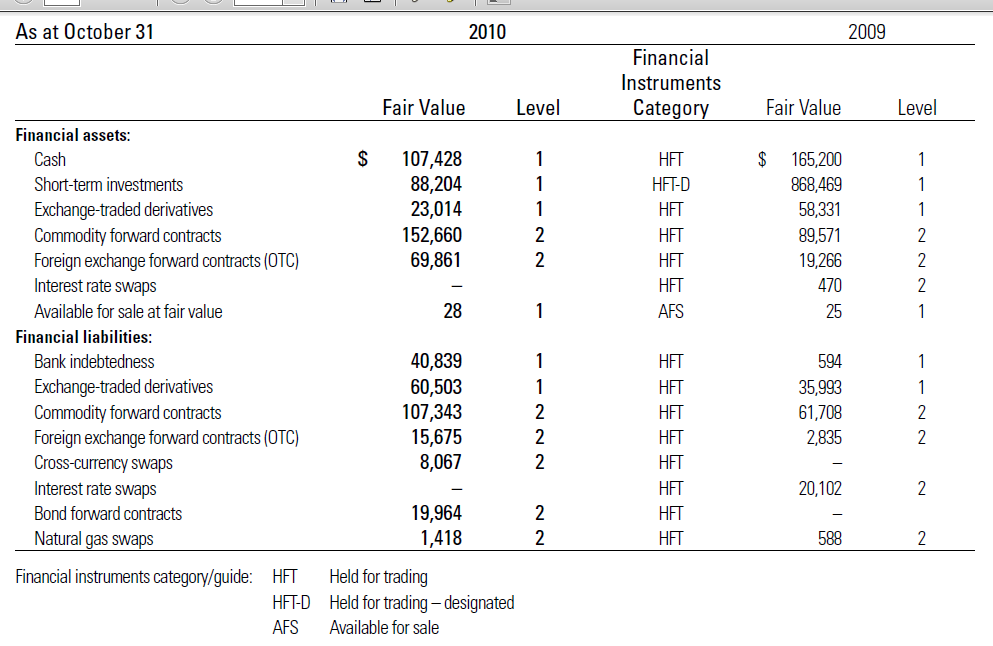 As at October 31 2010 2009
Financial
Instruments
Fair Value Level Category Fair Value Level
Financial assets:
Cash $ 107,428 1 HFT $ 165,200 1
Short-term investments 88,204 1 HFT-D 868,469 1
Exchange-traded derivatives 23,014 1 HFT 58,331 1
Commodity forward contracts 152,660 2 HFT 89,571 2
Foreign exchange forward contracts (OTC) 69,861 2 HFT 19,266 2
Interest rate swaps – HFT 470 2
Available for sale at fair value 28 1 AFS 25 1
Financial liabilities:
Bank indebtedness 40,839 1 HFT 594 1
Exchange-traded derivatives 60,503 1 HFT 35,993 1
Commodity forward contracts 107,343 2 HFT 61,708 2
Foreign exchange forward contracts (OTC) 15,675 2 HFT 2,835 2
Cross-currency swaps 8,067 2 HFT –
Interest rate swaps – HFT 20,102 2
Bond forward contracts 19,964 2 HFT –
Natural gas swaps 1,418 2 HFT 588 2
Financial instruments category/guide: HFT Held for trading
HFT-D Held for trading – designated
AFS Available for sale